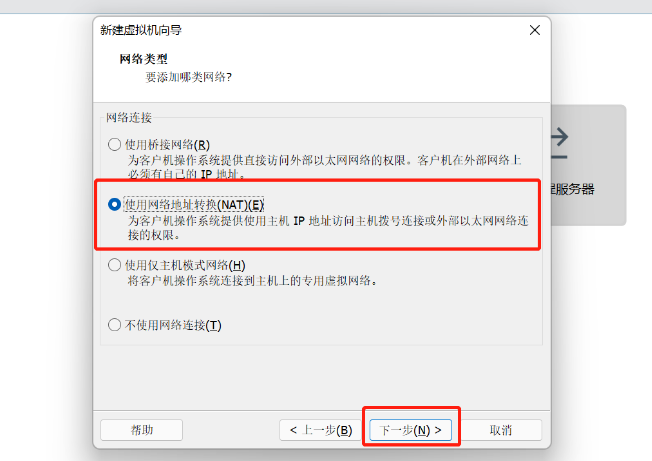 新建虚拟机向导
网络类型
要添加哪类网络?
网络连接
使用桥接网络(R)
为客户机操作系统提供直接访问外部以太网网络的权限。客户机在外部网络上
必须有自己的 IP 地址。
使用网络地址转换(NAT)(E)
为客户机操作系统提供使用主机 IP 地址访问主机拨号连接或外部以太网网络连
接的权限。
使用仅主机模式网络(H)
将客户机操作系统连接到主机上的专用虚拟网络。
不使用网络连接(T)
服务器
帮助
< 上一步(B)
下一步(N) >
取消